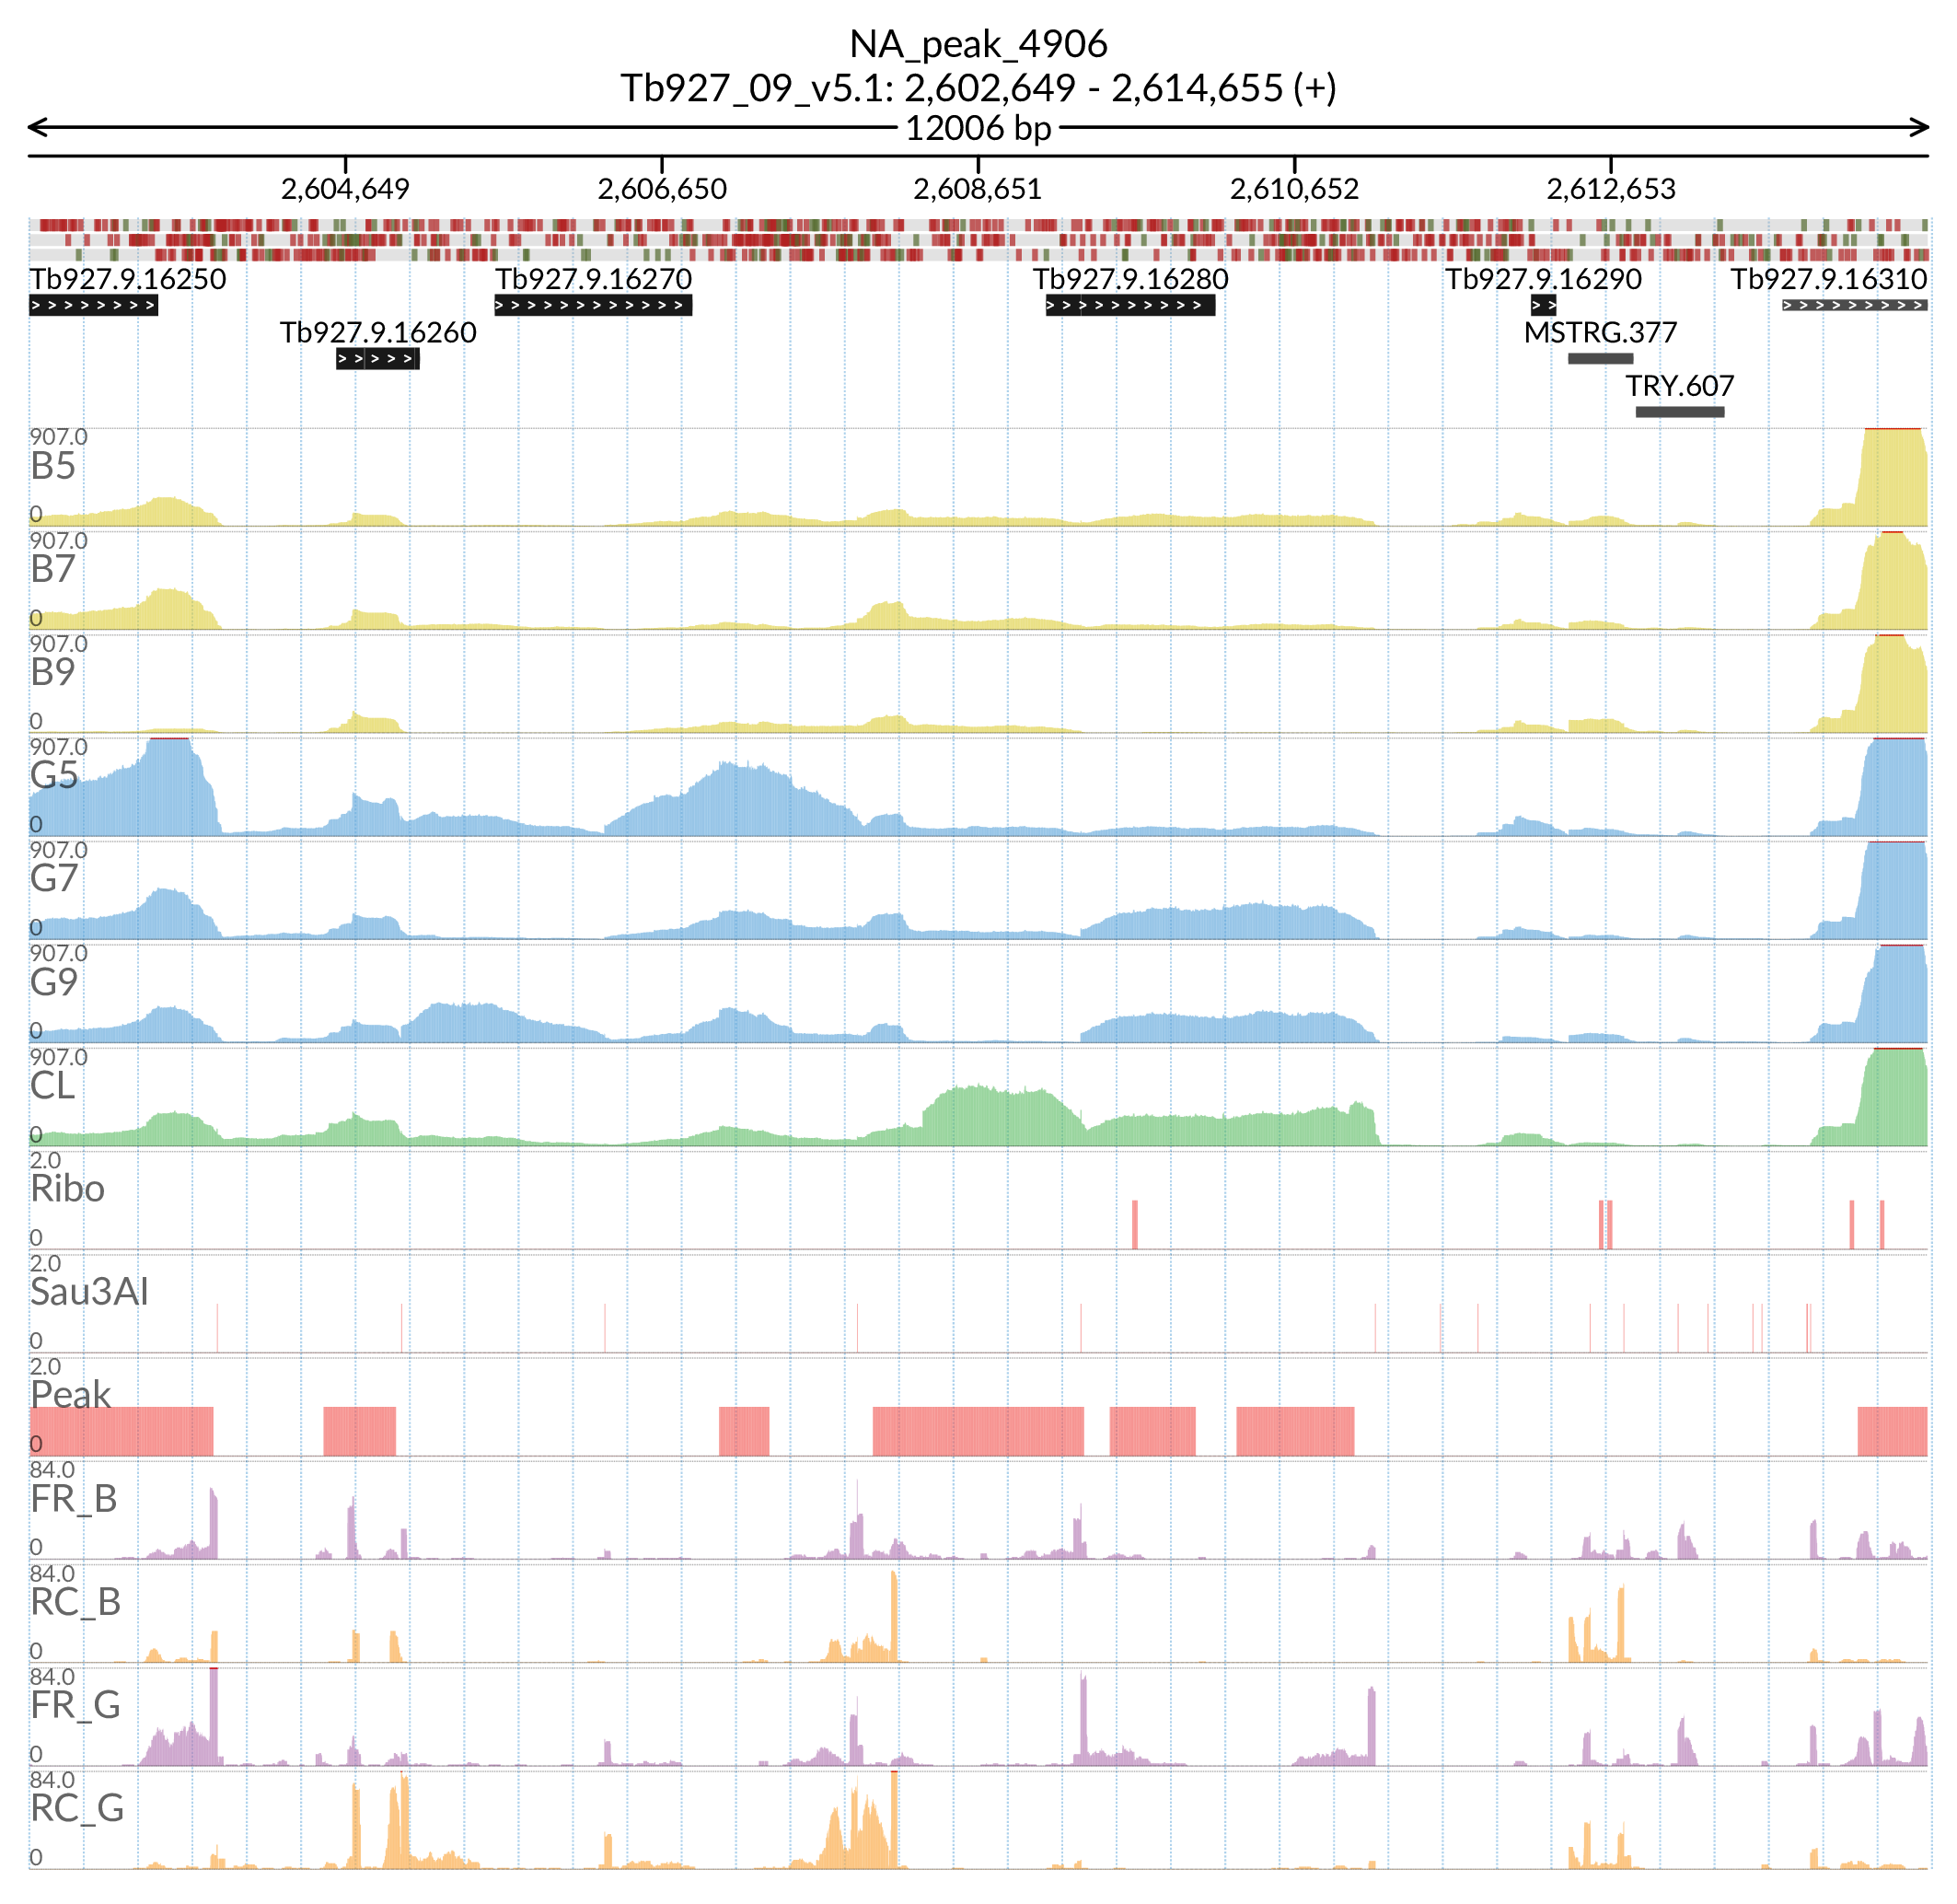 NA_peak_4906
Tb927_09_v5.1: 2,602,649 - 2,614,655 (+)
12006 bp
2,604,649 2,606,650 2,608,651 2,610,652 2,612,653
Tb927.9.16250 Tb927.9.16270 Tb927.9.16280 Tb927.9.16290 Tb927.9.16310
Tb927.9.16260 MSTRG.377
TRY.607
907.0
B5
0
907.0
B7
0
907.0
B9
0
907.0
G5
0
907.0
G7
0
907.0
G9
0
907.0
CL
0
2.0
Ribo
0
2.0
Sau3AI
0
2.0
Peak
0
84.0
FR_B
0
84.0
RC_B
0
84.0
FR_G
0
84.0
RC_G
0